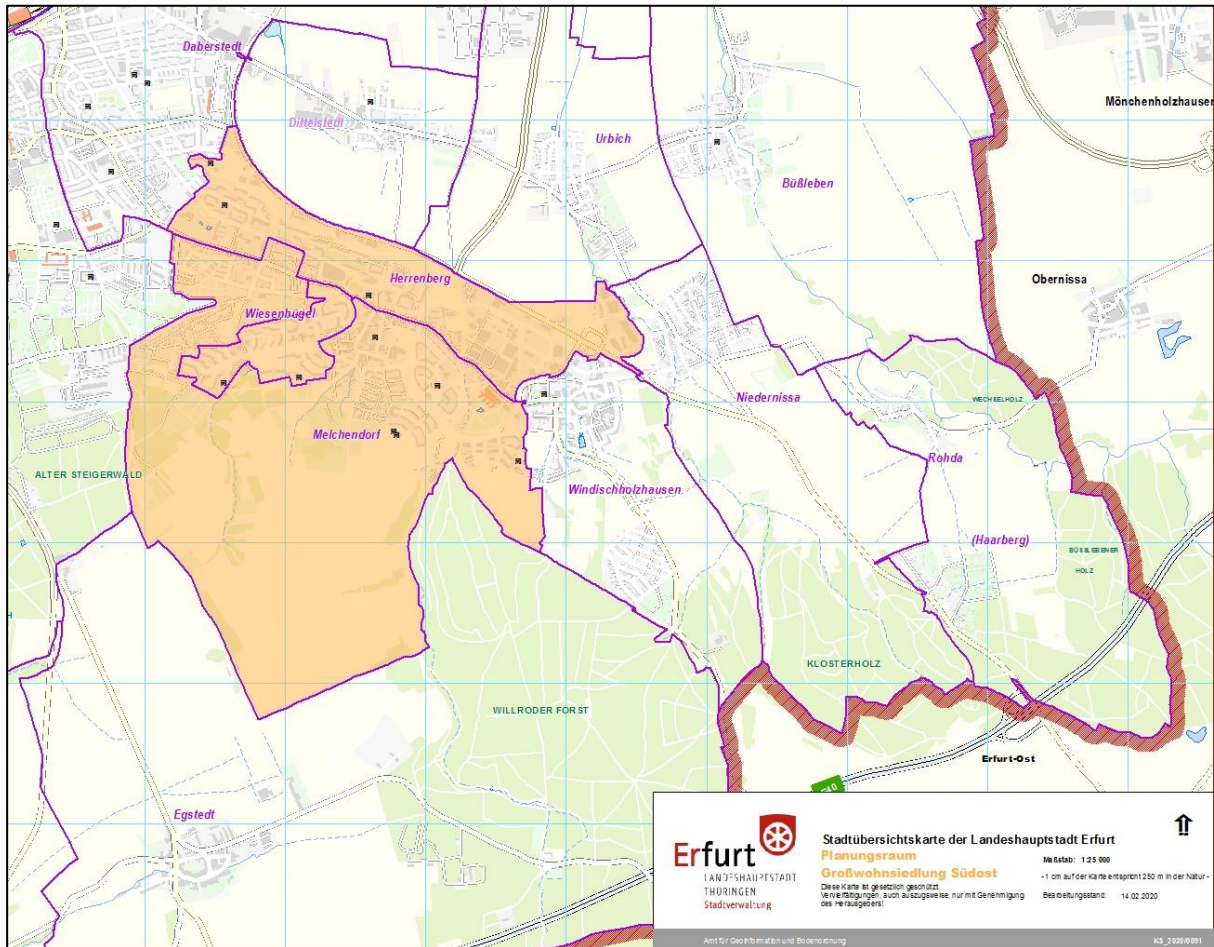 Daberstedt
Dittelstedt
Urbich
Büßleben
Mönchenholzhausen
Obernissa
Herrenberg
Wiesenhügel
Melchendorf
Niedernissa
WECHSELHOLZ
Rohda
(Haarberg)
ALTER STEIGERWALD
Windischholzhausen
BÜßLEBENER
HOLZ
KLOSTERHOLZ
WILLRODER FORST
Erfurt-Ost
Egstedt
Erfurt
LANDESHAUPTSTADT
THÜRINGEN
Stadtverwaltung
Stadtübersichtskarte der Landeshauptstadt Erfurt
Planungsraum
Großwohnsiedlung Südost
Diese Karte ist gesetzlich geschützt.
Vervielfältigungen, auch auszugsweise, nur mit Genehmigung
des Herausgebers!
Maßstab: 1:25 000
- 1 cm auf der Karte entspricht 250 m in der Natur -
Bearbeitungsstand: 14.02.2020
Amt für Geoinformation und Bodenordnung
KS_2020/0091